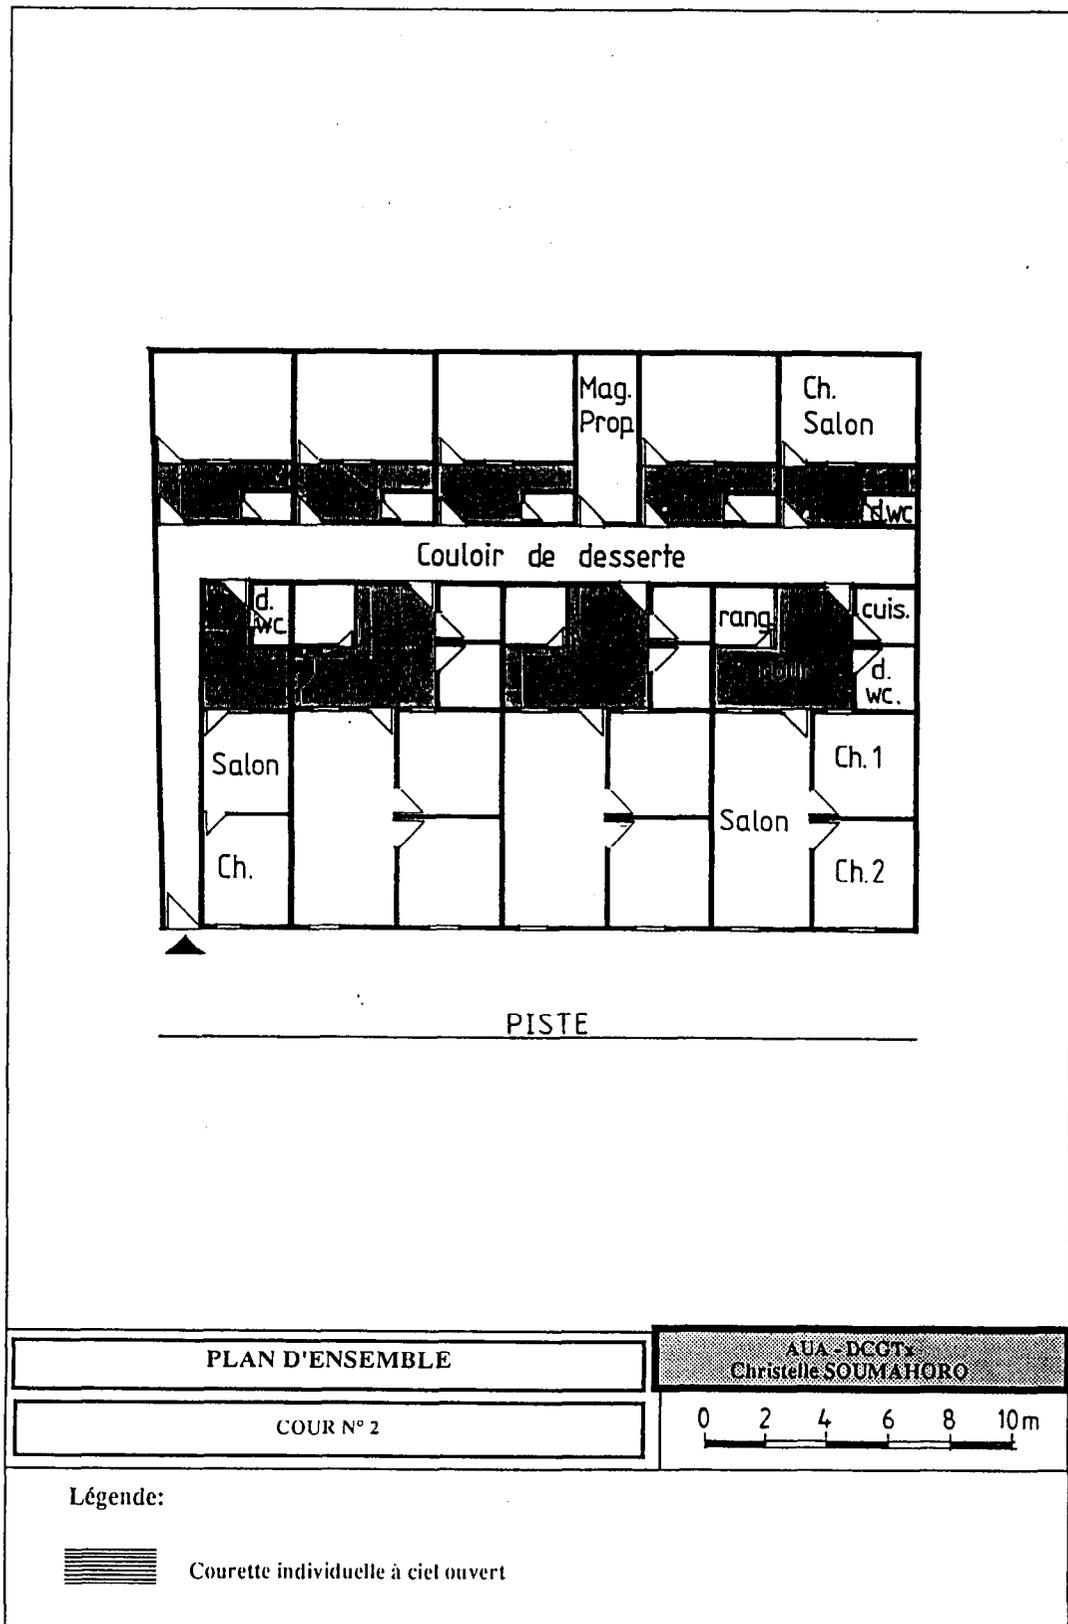 Mag.
Prop
Ch.
Salon
d.wc
Couloir de desserte
d.
wc
rang
cuis.
d.
wc.
Salon
Ch.1
Salon
Ch.
Ch.2
PISTE
PLAN D'ENSEMBLE
AUA - DCGTx
Christelle SOUMAHORO
COUR N° 2
0 2 4 6 8 10m
Légende:
Courette individuelle à ciel ouvert